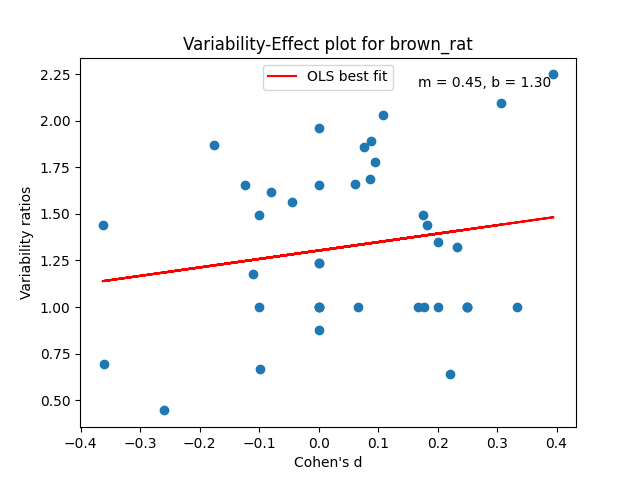 Variability-Effect plot for brown_rat
OLS best fit
m = 0.45, b = 1.30
2.25
2.00
1.75
1.50
1.25
1.00
0.75
0.50
Variability ratios
−0.4 −0.3 −0.2 −0.1 0.0 0.1 0.2 0.3 0.4
Cohen's d